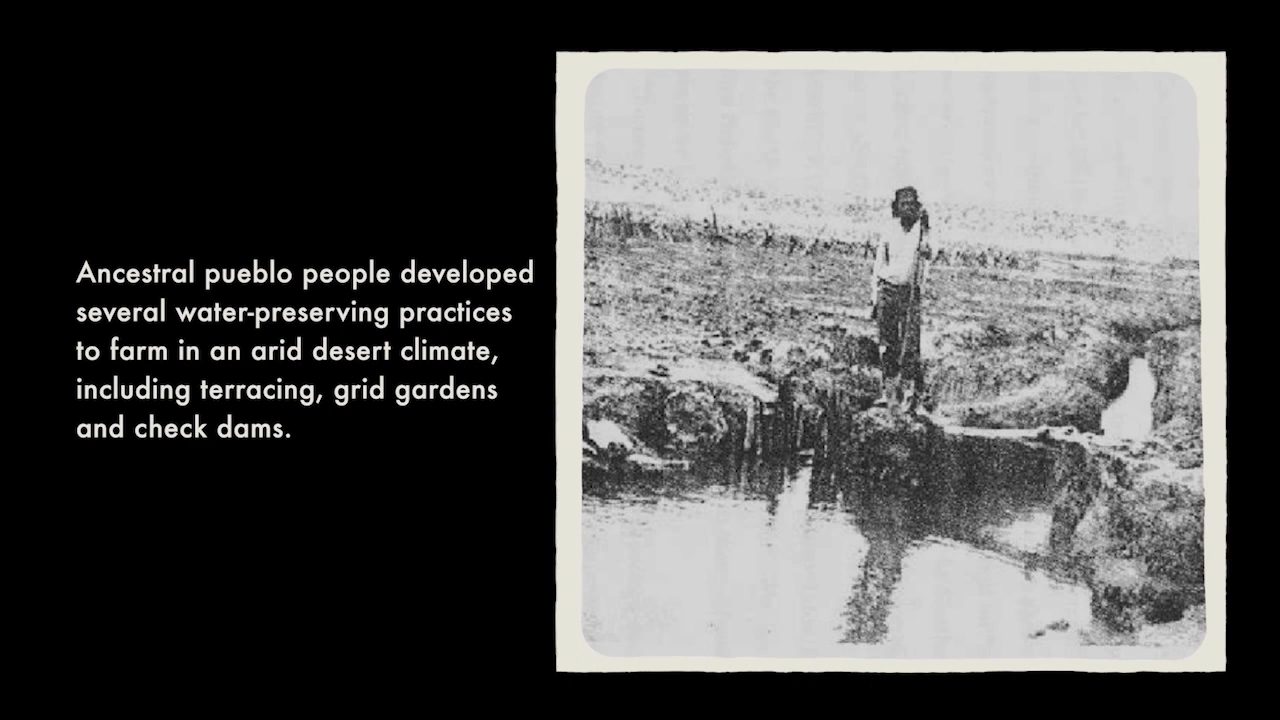 Ancestral pueblo people developed
several water-preserving practices
to farm in an arid desert climate,
including terracing, grid gardens
and check dams.